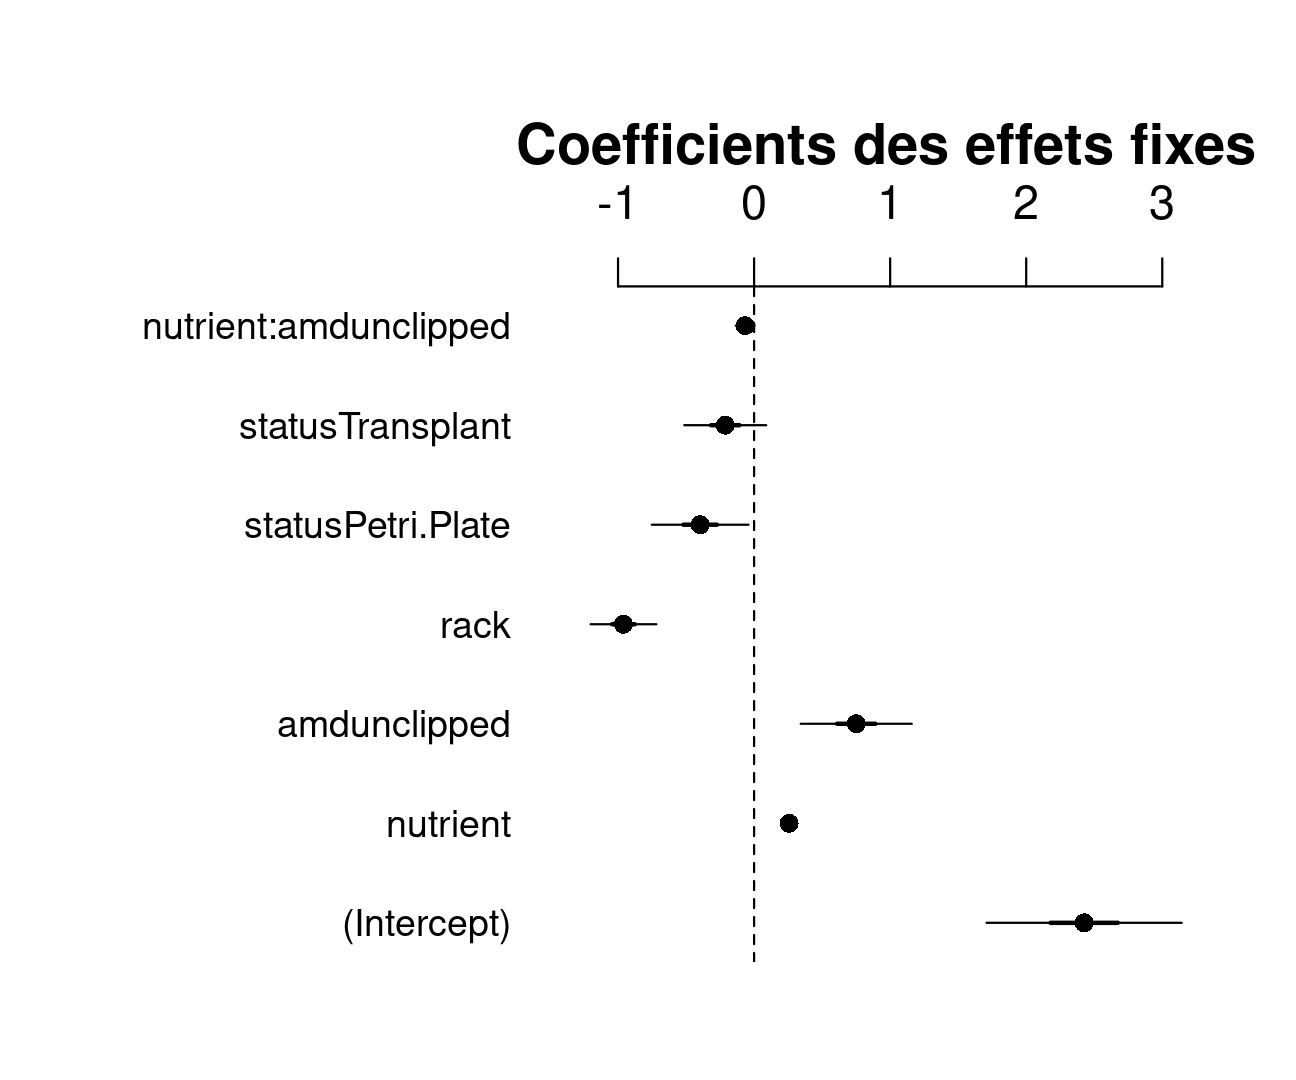 Coefficients des effets fixes
-1 0 1 2 3
nutrient:amdunclipped
statusTransplant
statusPetri.Plate
rack
amdunclipped
nutrient
(Intercept)